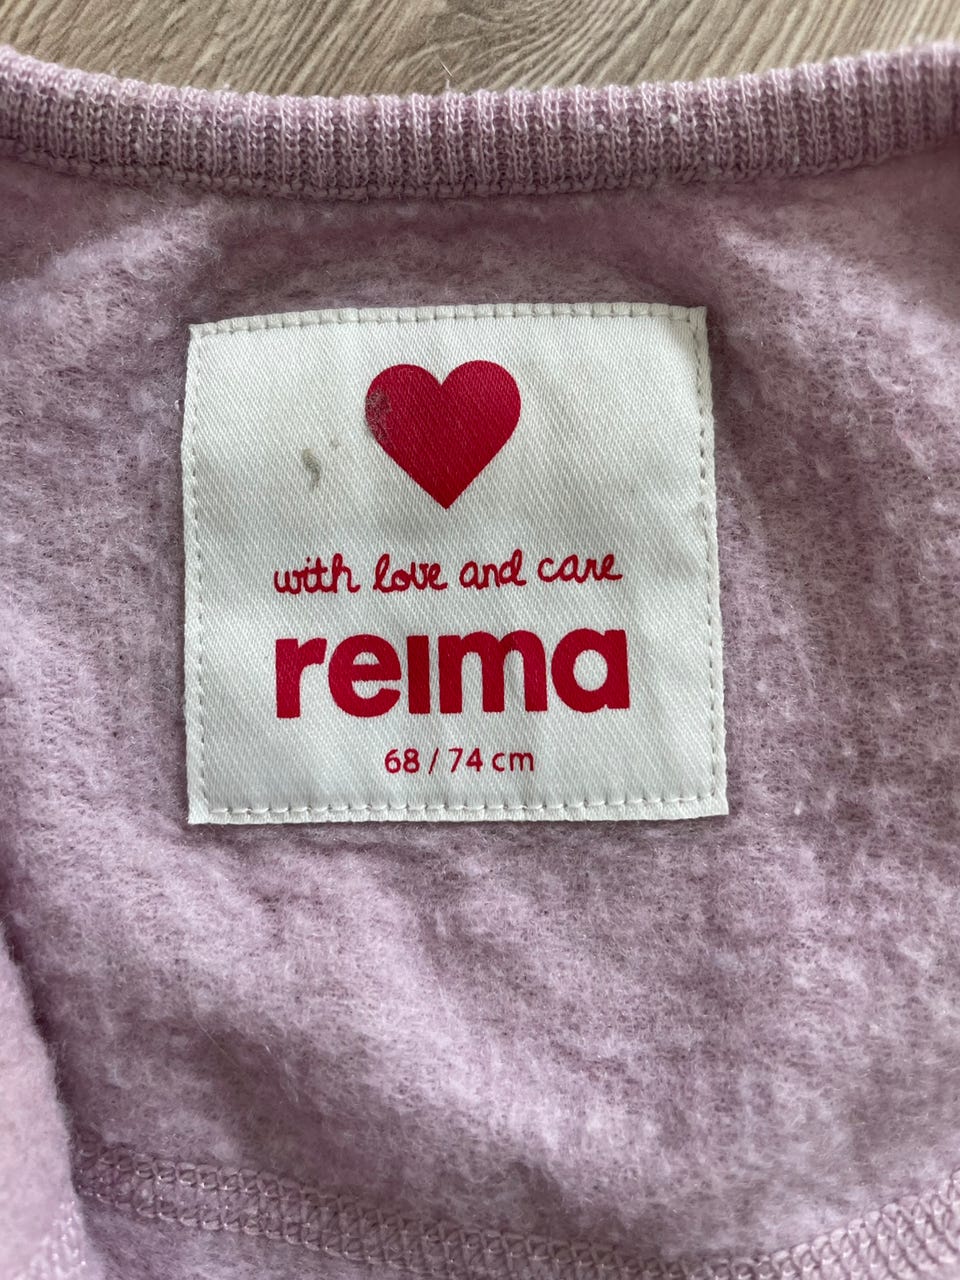 with love and care
reima
68 / 74 cm